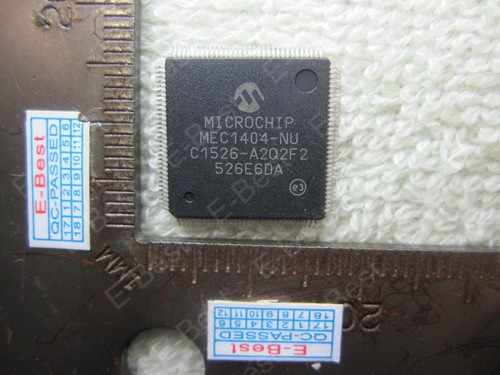 MICROCHIP
MEC1404-NU
C1526-A2Q2F2
526E6DA
e3
E-Best
QC-PASSED
17 1 2 3 4 5 6
18 7 8 9 10 11 12
MM
E-Best
QC-PASSED
17 1 2 3 4 5 6
18 7 8 9 10 11 12
E-Best